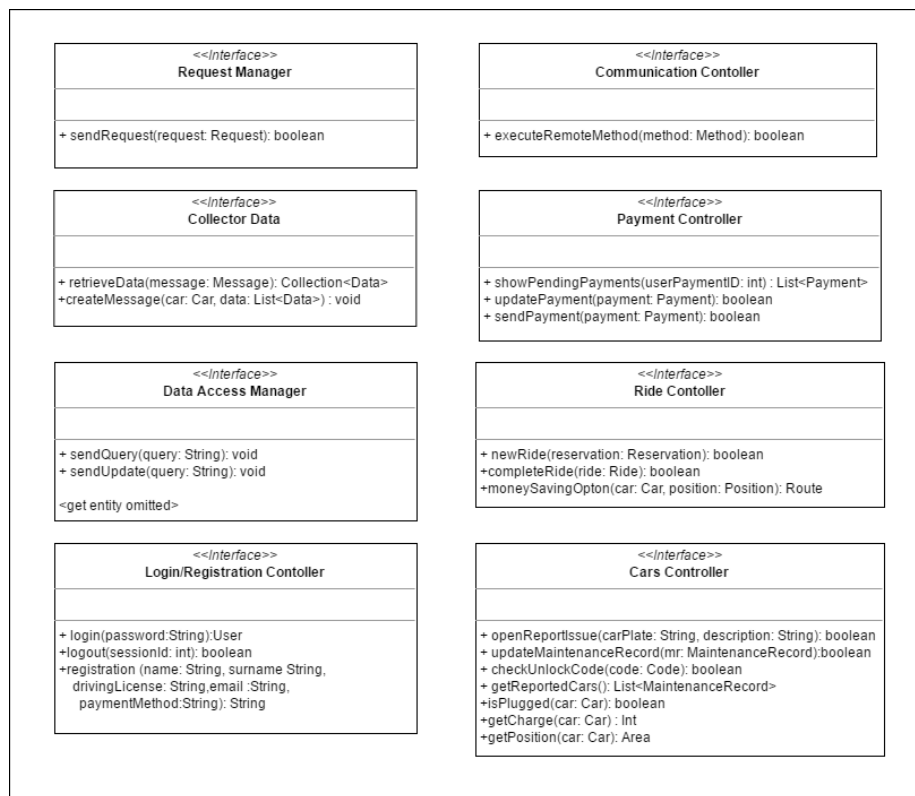 <<Interface>>
Request Manager
+ sendRequest(request: Request): boolean
<<Interface>>
Communication Contoller
+ executeRemoteMethod(method: Method): boolean
<<Interface>>
Collector Data
+ retrieveData(message: Message): Collection<Data>
+createMessage(car: Car, data: List<Data>) : void
<<Interface>>
Payment Controller
+ showPendingPayments(userPaymentID: int) : List<Payment>
+ updatePayment(payment: Payment): boolean
+ sendPayment(payment: Payment): boolean
<<Interface>>
Data Access Manager
+ sendQuery(query: String): void
+ sendUpdate(query: String): void
<get entity omitted>
<<Interface>>
Ride Contoller
+ newRide(reservation: Reservation): boolean
+completeRide(ride: Ride): boolean
+moneySavingOpton(car: Car, position: Position): Route
<<Interface>>
Login/Registration Contoller
+ login(password:String):User
+logout(sessionId: int): boolean
+registration (name: String, surname String,
drivingLicense: String,email :String,
paymentMethod:String): String
<<Interface>>
Cars Controller
+ openReportIssue(carPlate: String, description: String): boolean
+ updateMaintenanceRecord(mr: MaintenanceRecord):boolean
+ checkUnlockCode(code: Code): boolean
+ getReportedCars(): List<MaintenanceRecord>
+isPlugged(car: Car): boolean
+getCharge(car: Car) : Int
+getPosition(car: Car): Area